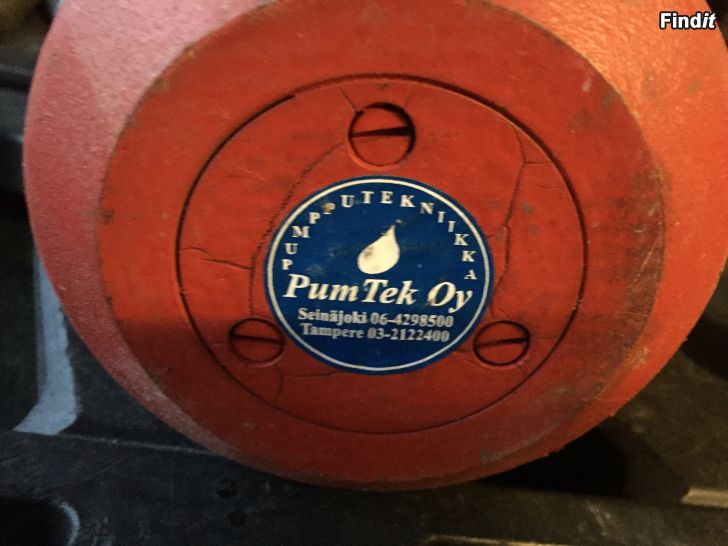 Findit
PUMPPUTEKNIIKKA
PumTek Oy
Seinäjoki 06-4298500
Tampere 03-2122400